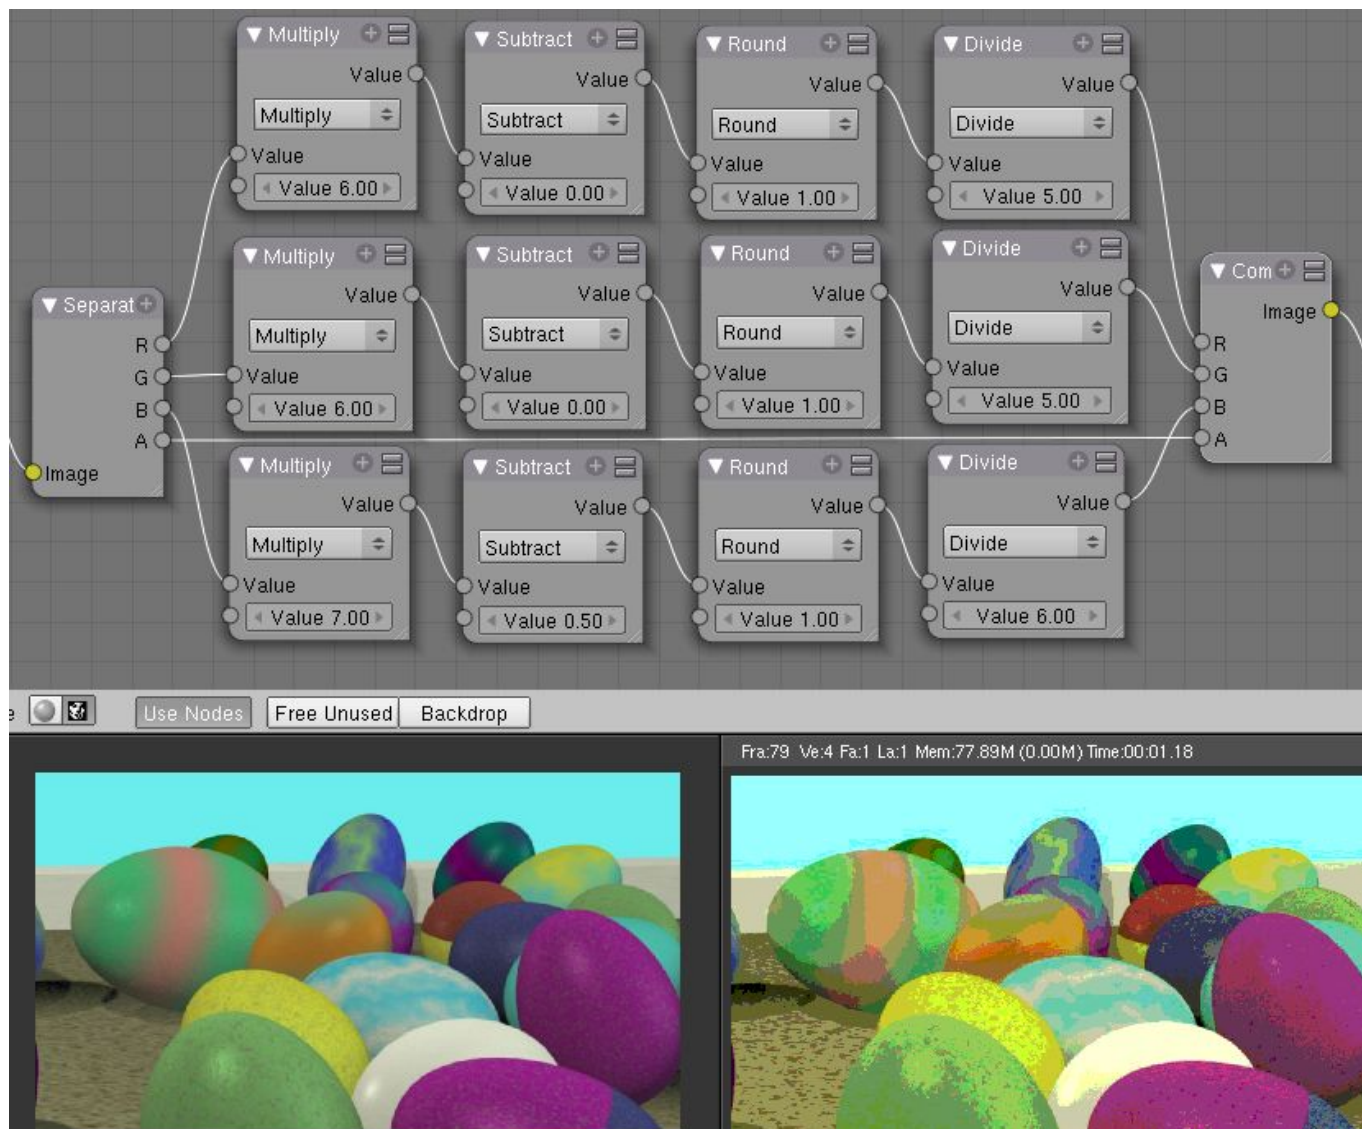 Multiply
Value
Multiply
Value
Value 6.00
Subtract
Value
Subtract
Value
Value 0.00
Round
Value
Round
Value
Value 1.00
Divide
Value
Divide
Value
Value 5.00
Separat
R
G
B
A
Image
Multiply
Value
Multiply
Value
Value 6.00
Subtract
Value
Subtract
Value
Value 0.00
Round
Value
Round
Value
Value 1.00
Divide
Value
Divide
Value
Value 5.00
Com
Image
R
G
B
A
Multiply
Value
Multiply
Value
Value 7.00
Subtract
Value
Subtract
Value
Value 0.50
Round
Value
Round
Value
Value 1.00
Divide
Value
Divide
Value
Value 6.00
Use Nodes
Free Unused
Backdrop
Fra:79 Ve:4 Fa:1 La:1 Mem:77.89M (0.00M) Time:00:01.18